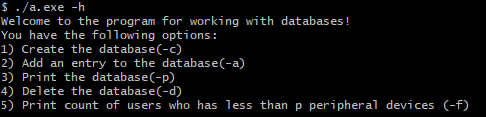 $ ./a.exe -h
Welcome to the program for working with databases!
You have the following options:
1) Create the database(-c)
2) Add an entry to the database(-a)
3) Print the database(-p)
4) Delete the database(-d)
5) Print count of users who has less than p peripheral devices (-f)